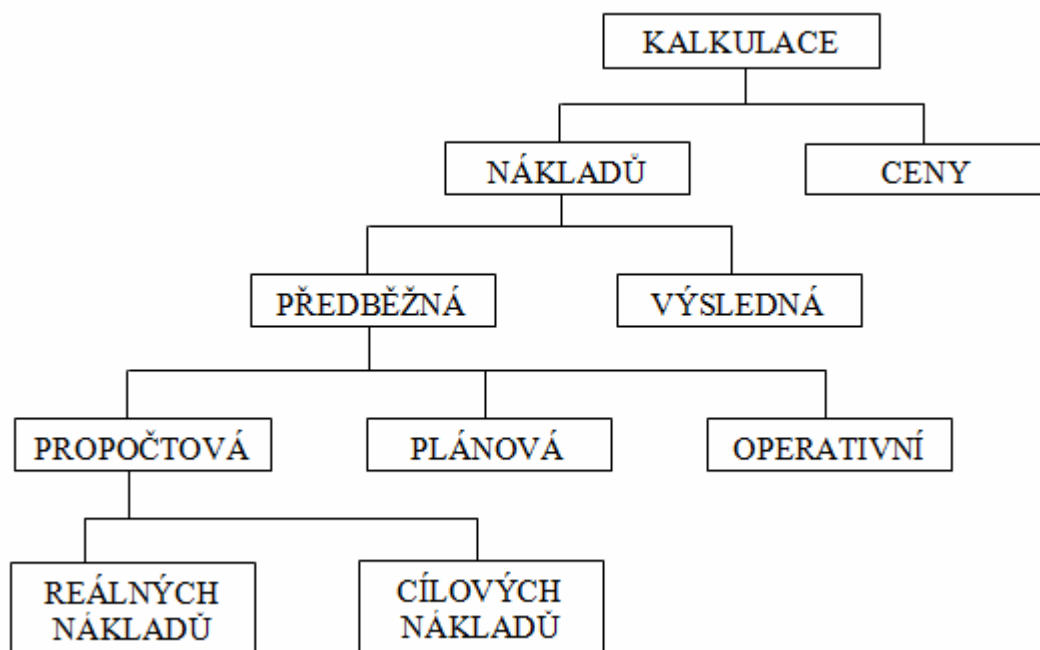 KALKULACE
NÁKLADŮ
CENY
PŘEDBĚŽNÁ
VÝSLEDNÁ
PROPOČTOVÁ
PLÁNOVÁ
OPERATIVNÍ
REÁLNÝCH
NÁKLADŮ
CÍLOVÝCH
NÁKLADŮ